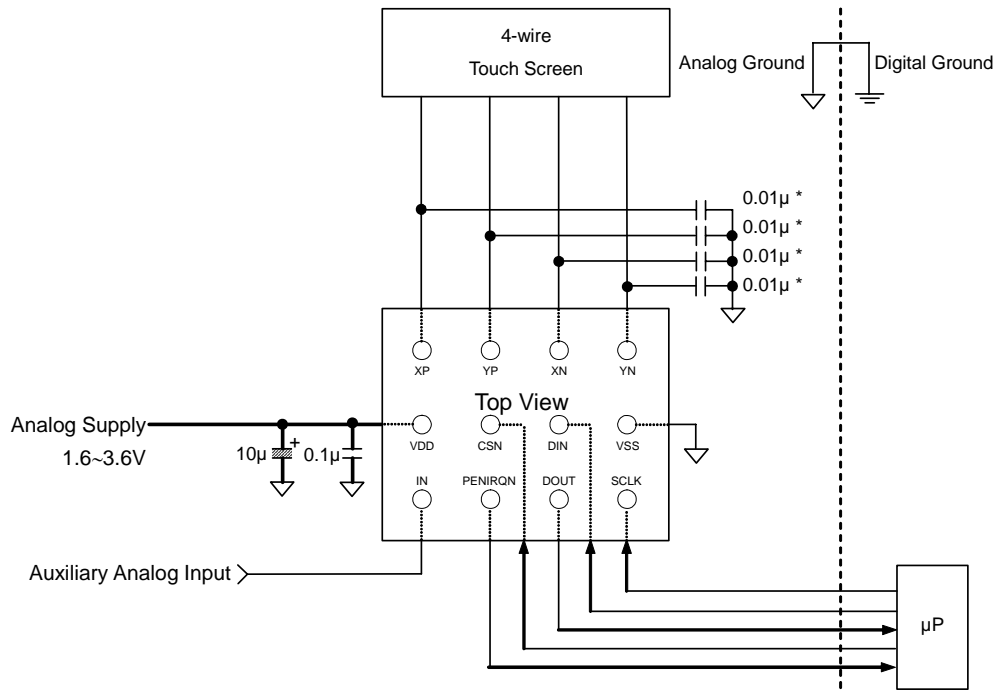 4-wire
Touch Screen
Analog Ground
Digital Ground
0.01μ *
0.01μ *
0.01μ *
0.01μ *
XP
YP
XN
YN
Top View
Analog Supply
1.6~3.6V
10μ
+
0.1μ
VDD
CSN
DIN
VSS
IN
PENIRQN
DOUT
SCLK
Auxiliary Analog Input
μP